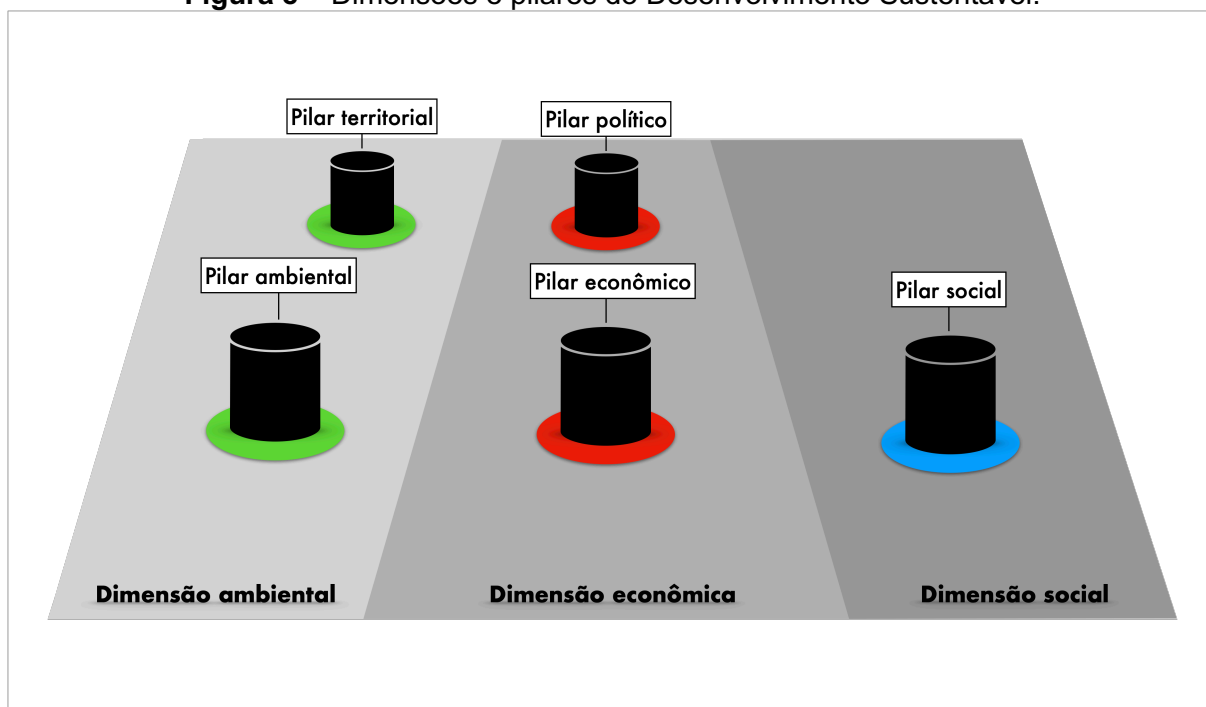 Dimensões e pilares do Desenvolvimento Sustentável.
Pilar territorial
Pilar político
Pilar ambiental
Pilar econômico
Pilar social
Dimensão ambiental
Dimensão econômica
Dimensão social